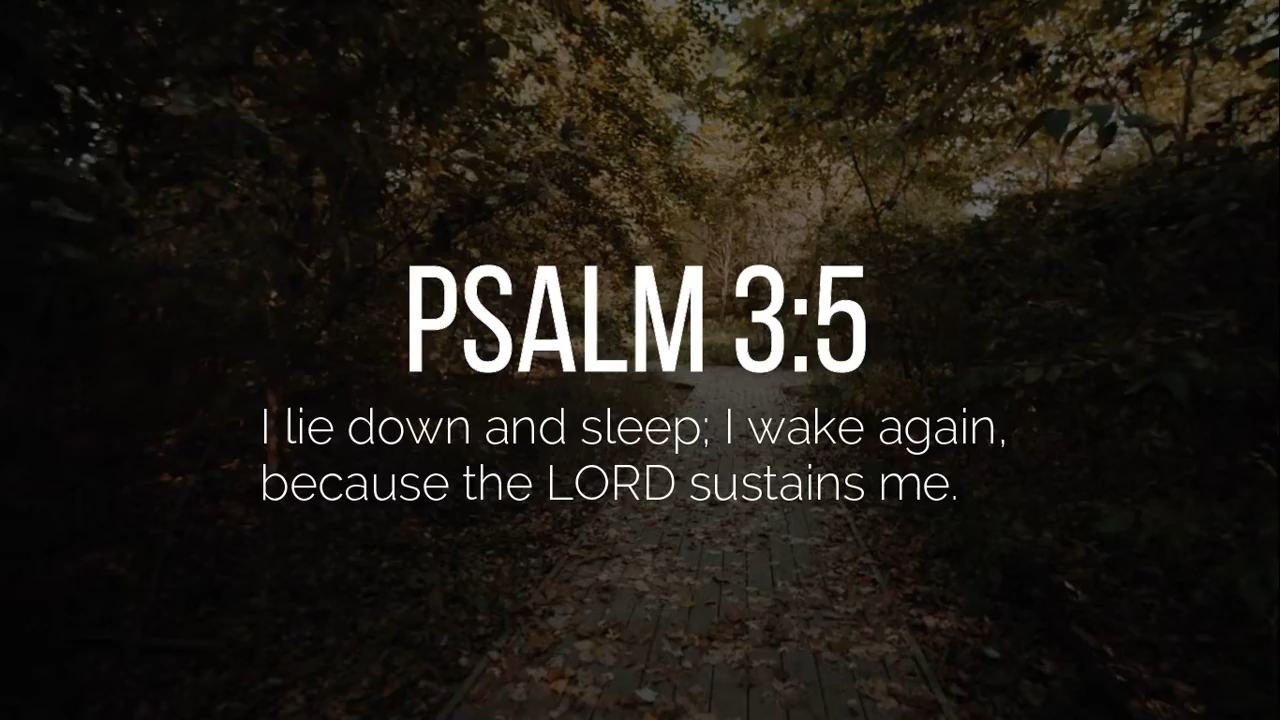 PSALM 3:5
I lie down and sleep; I wake again,
because the LORD sustains me.